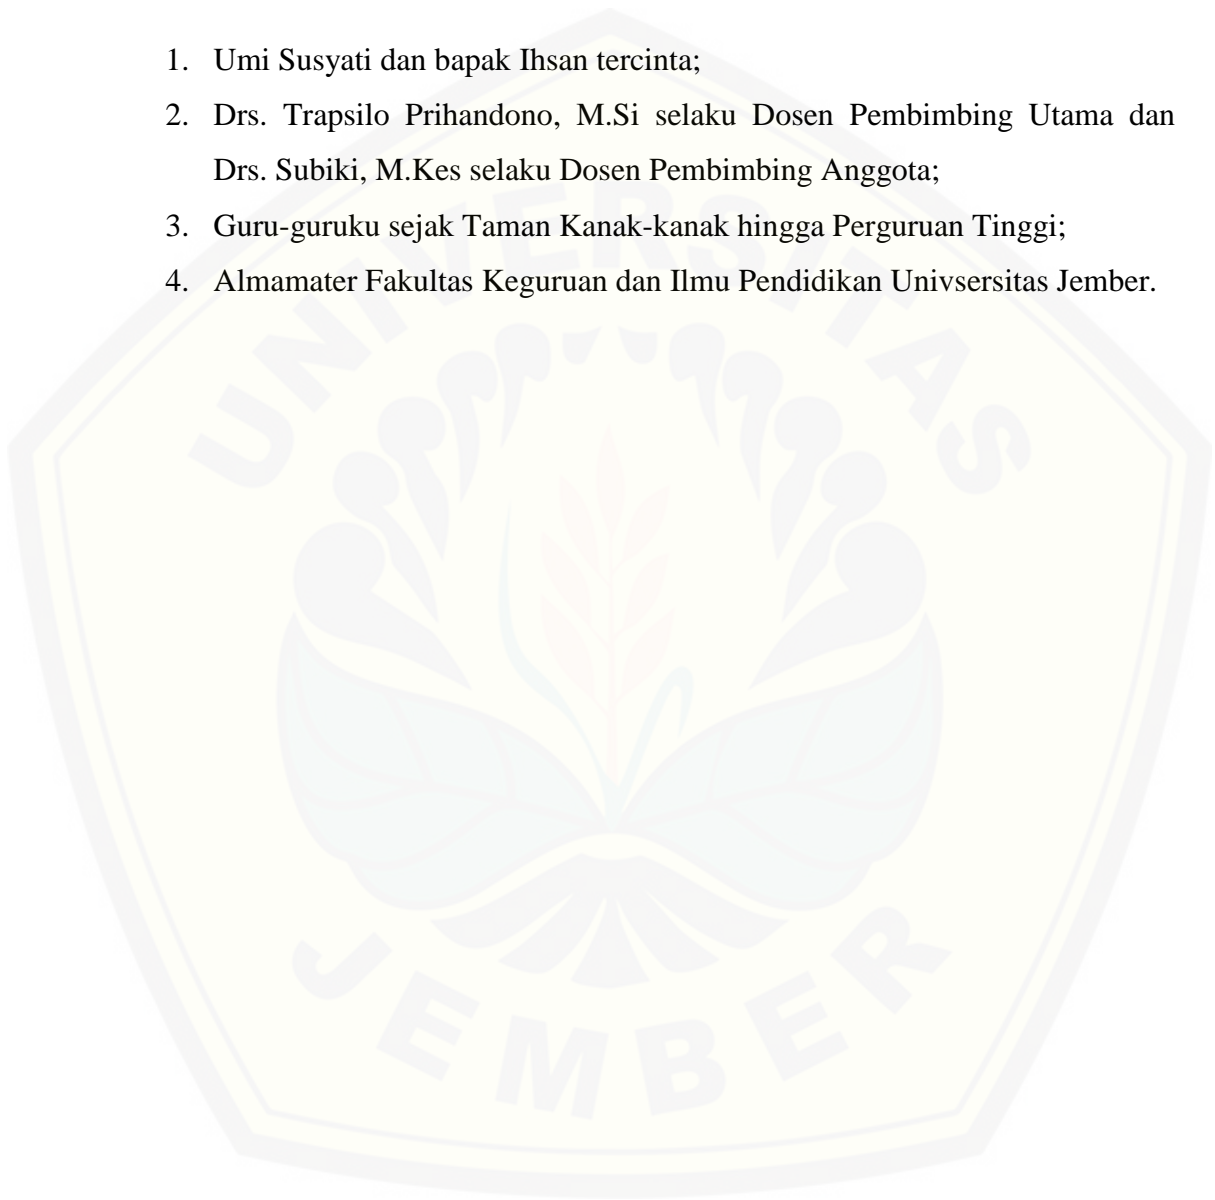 1. Umi Susyati dan bapak Ihsan tercinta;
2. Drs. Trapsilo Prihandono, M.Si selaku Dosen Pembimbing Utama dan
Drs. Subiki, M.Kes selaku Dosen Pembimbing Anggota;
3. Guru-guruku sejak Taman Kanak-kanak hingga Perguruan Tinggi;
4. Almamater Fakultas Keguruan dan Ilmu Pendidikan Univsersitas Jember.
UNIVERSITAS
JEMBER